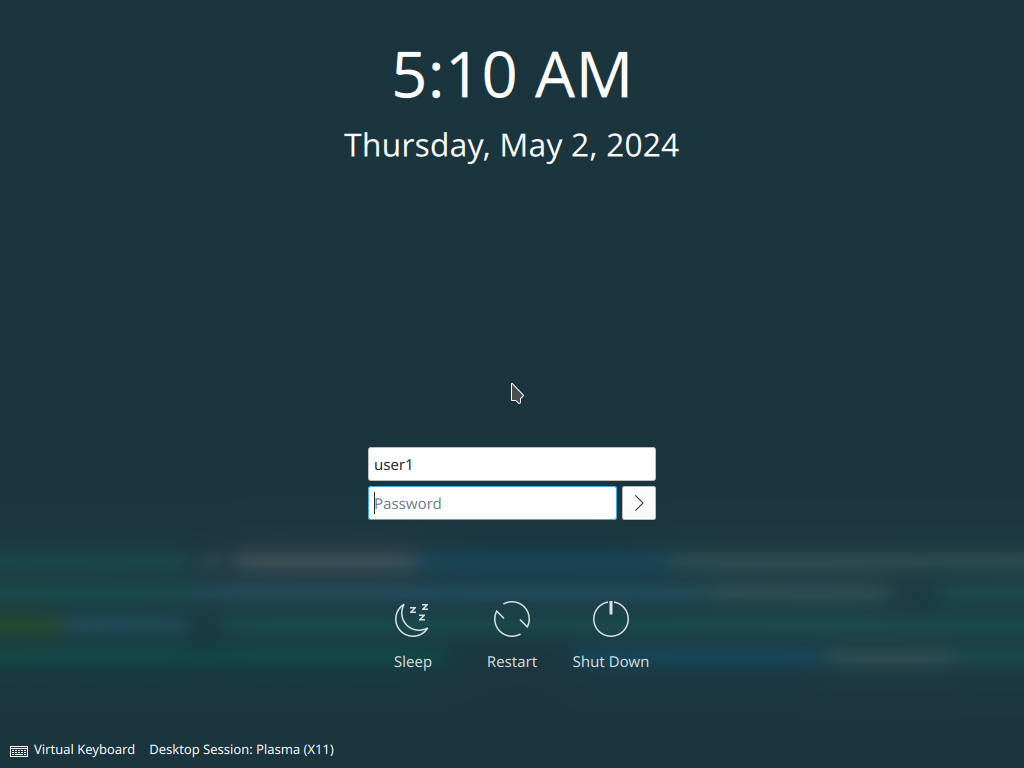 5:10 AM
Thursday, May 2, 2024
user1
Password
Sleep
Restart
Shut Down
Virtual Keyboard
Desktop Session: Plasma (X11)